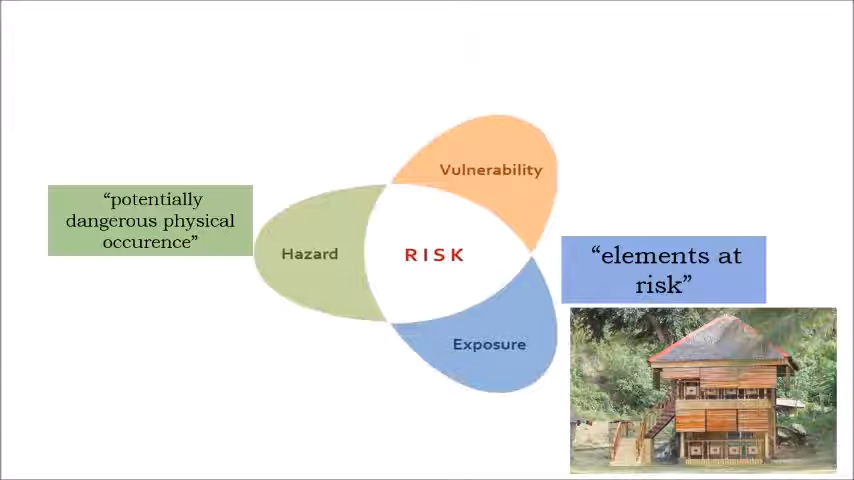 Vulnerability
“potentially
dangerous physical
occurence”
Hazard
RISK
“elements at
risk”
Exposure